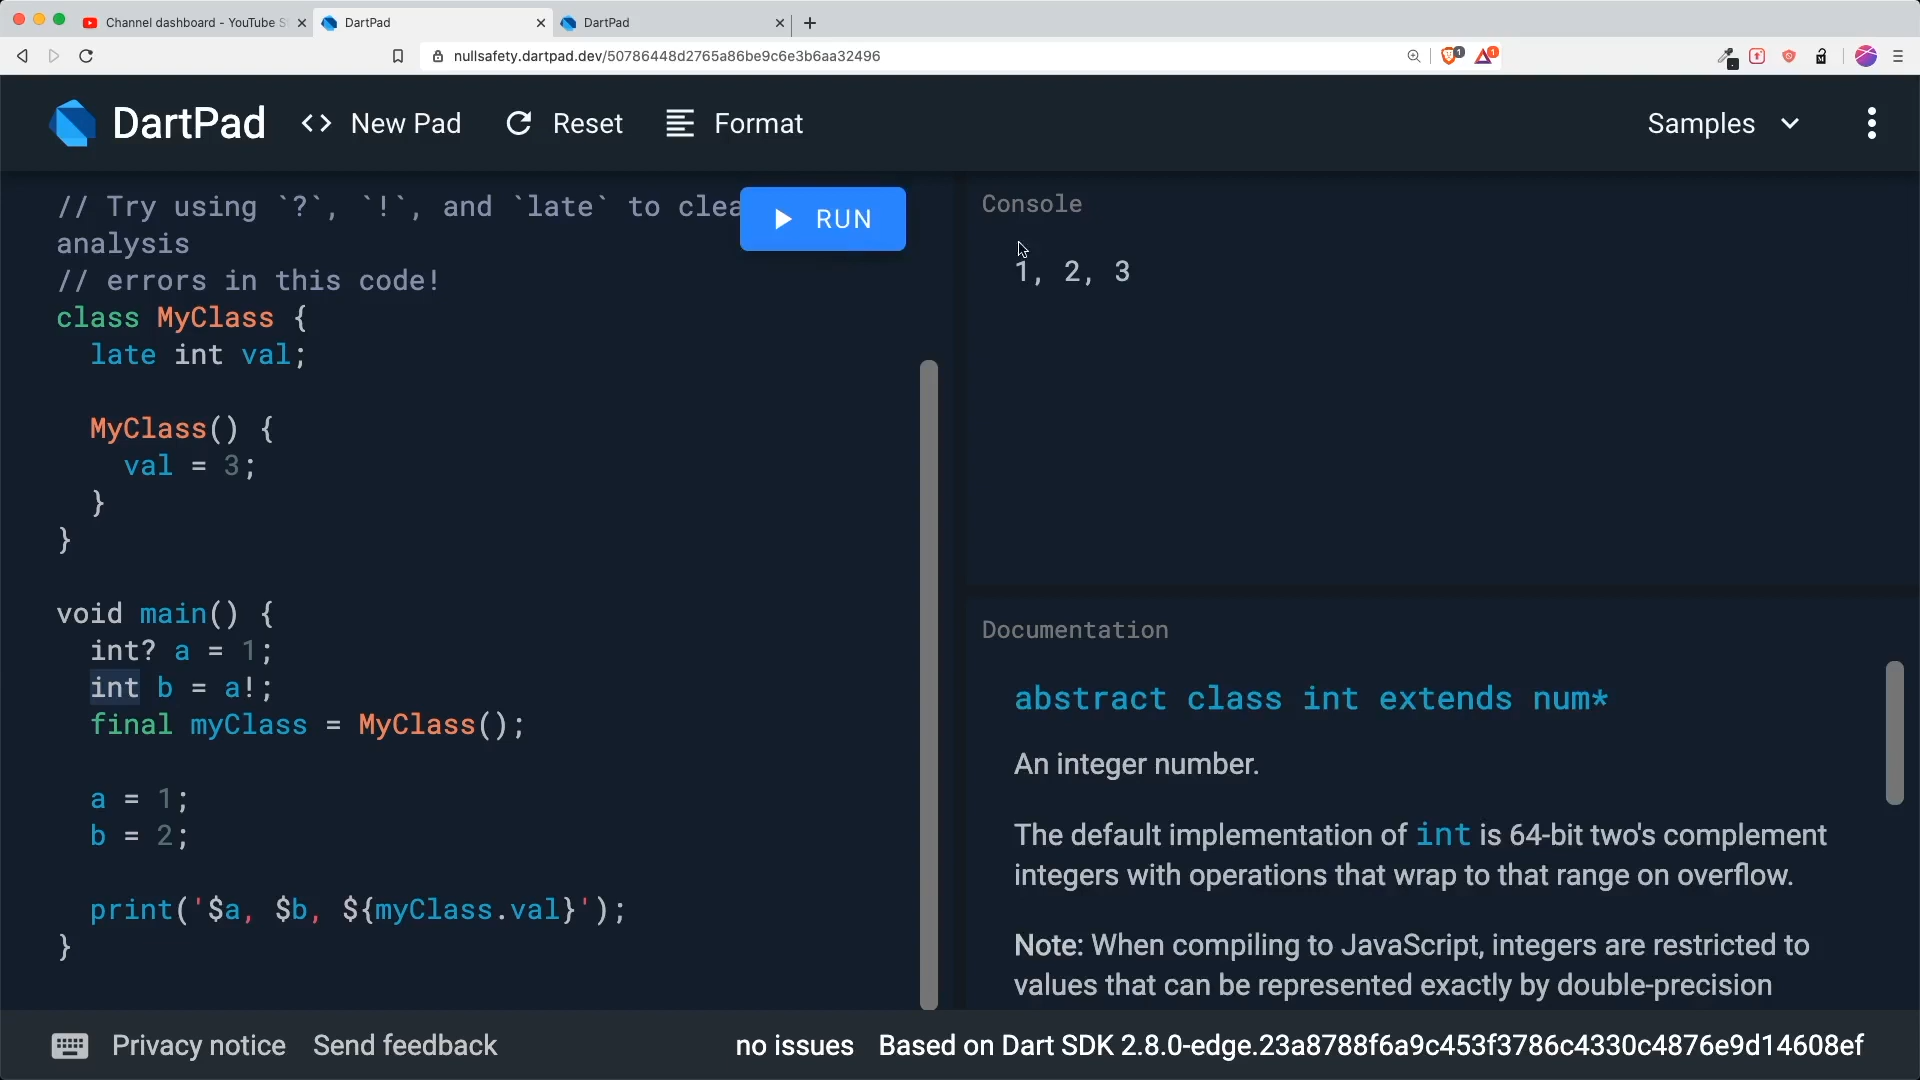 Channel dashboard - YouTube S
DartPad
DartPad
nullsafety.dartpad.dev/50786448d2765a86be9c6e3b6aa32496
1
1
DartPad
<> New Pad
Reset
Format
Samples
// Try using `?`, `!`, and `late` to clea
analysis
// errors in this code!
class MyClass {
late int val;
MyClass() {
val = 3;
}
}
void main() {
int? a = 1;
int b = a!;
final myClass = MyClass();
a = 1;
b = 2;
print('$a, $b, ${myClass.val}');
}
RUN
Console
1, 2, 3
Documentation
abstract class int extends num*
An integer number.
The default implementation of int is 64-bit two's complement
integers with operations that wrap to that range on overflow.
Note: When compiling to JavaScript, integers are restricted to
values that can be represented exactly by double-precision
Privacy notice
Send feedback
no issues
Based on Dart SDK 2.8.0-edge.23a8788f6a9c453f3786c4330c4876e9d14608ef